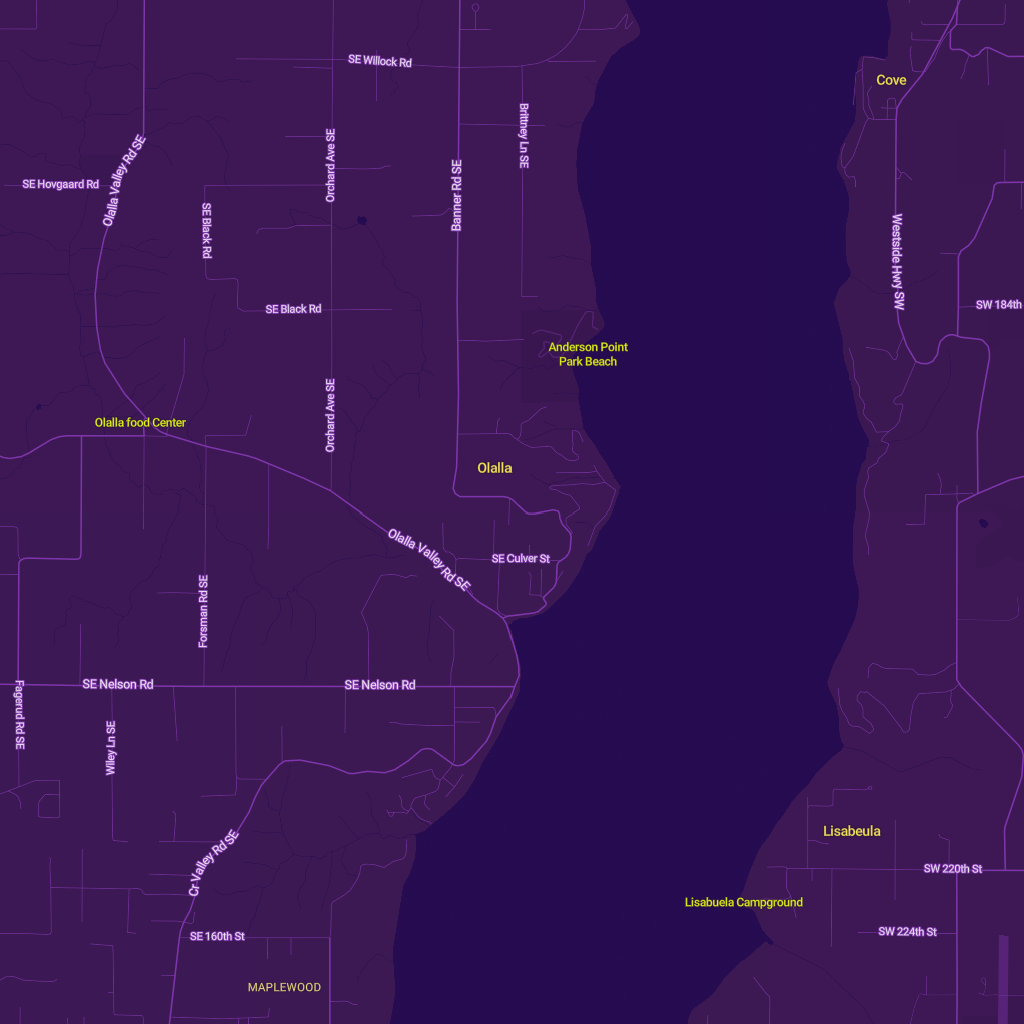 SE Willock Rd
Cove
Olalla Valley Rd SE
Orchard Ave SE
Brittney Ln SE
Banner Rd SE
SE Hovgaard Rd
SE Black Rd
Westside Hwy SW
SE Black Rd
SW 184th
Anderson Point
Park Beach
Orchard Ave SE
Olalla food Center
Olalla
Olalla Valley Rd SE
SE Culver St
Forsman Rd SE
SE Nelson Rd
SE Nelson Rd
Fagerud Rd SE
Wiley Ln SE
Lisabeula
Cr Valley Rd SE
SW 220th St
Lisabuela Campground
SE 160th St
SW 224th St
MAPLEWOOD